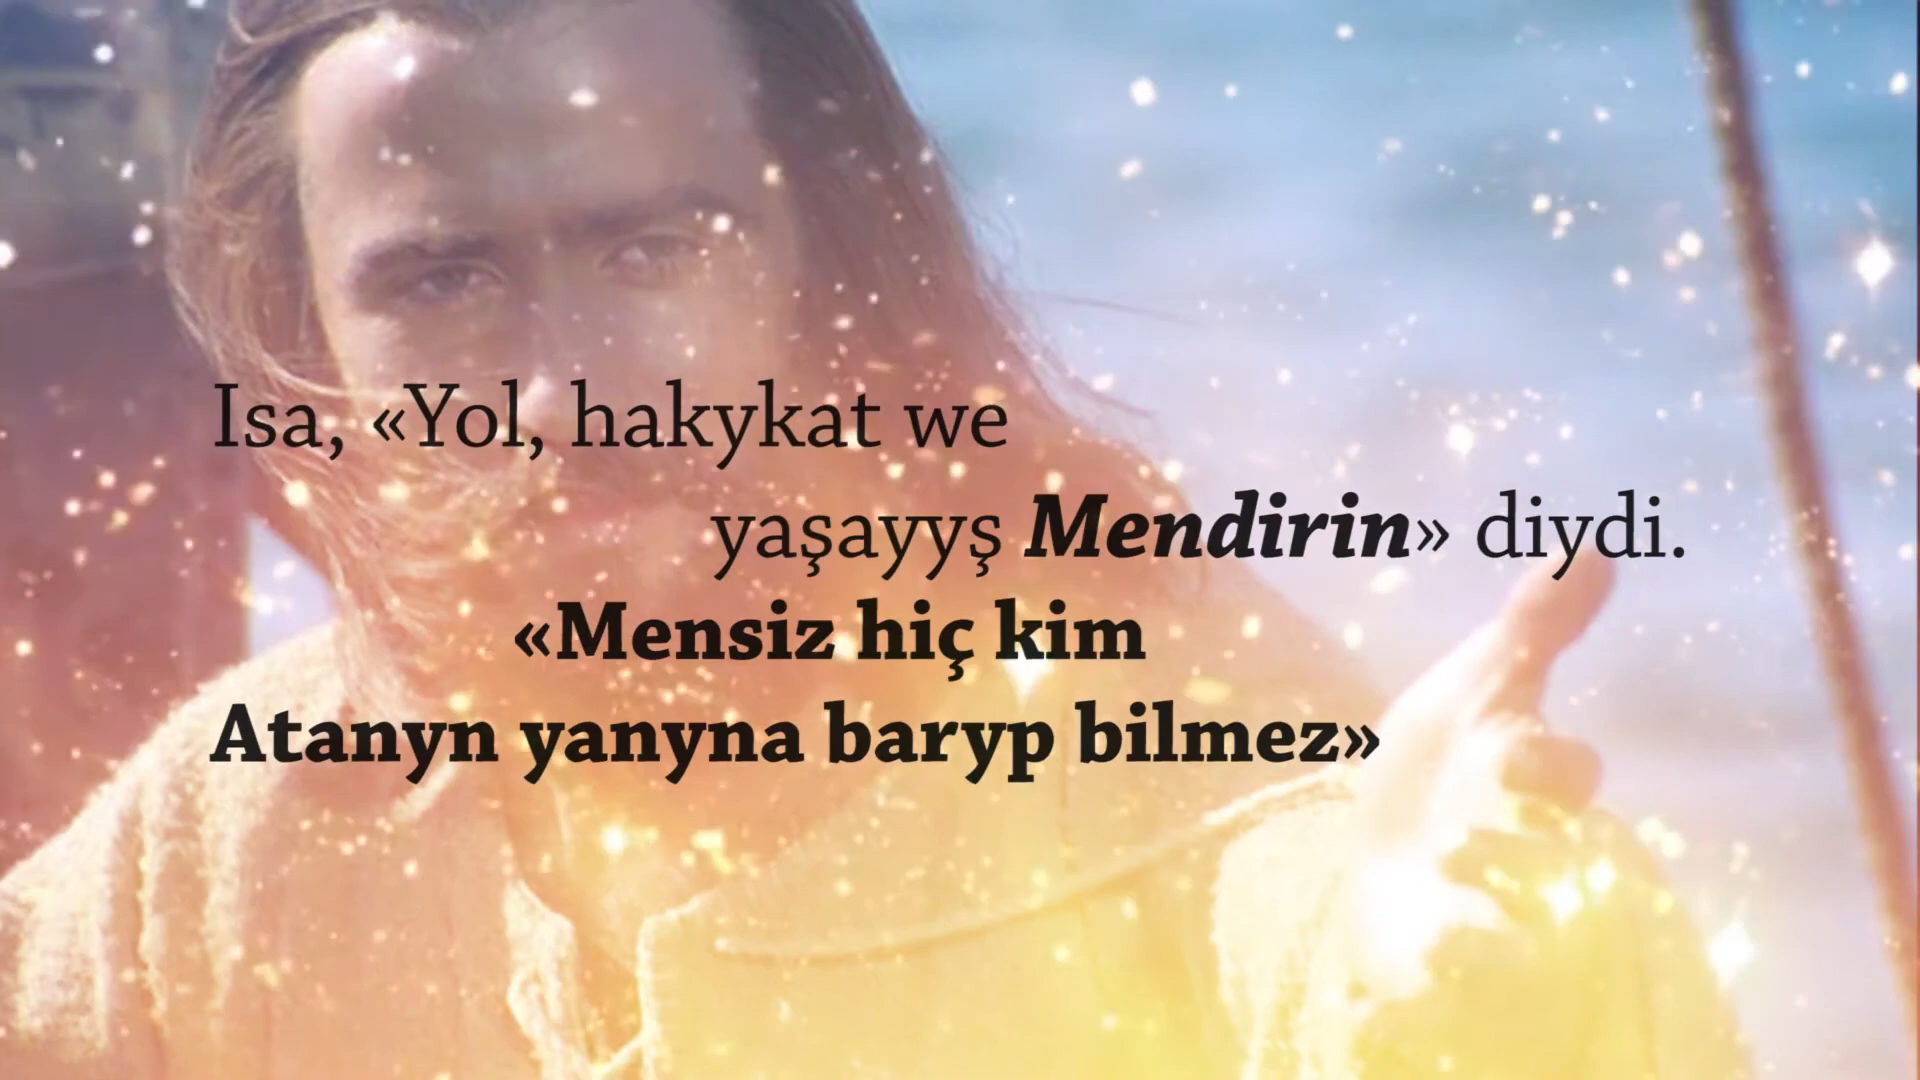 Isa, «Yol, hakykat we
yaşayyş Mendirin» diydi.
«Mensiz hiç kim
Atanyn yanyna baryp bilmez»